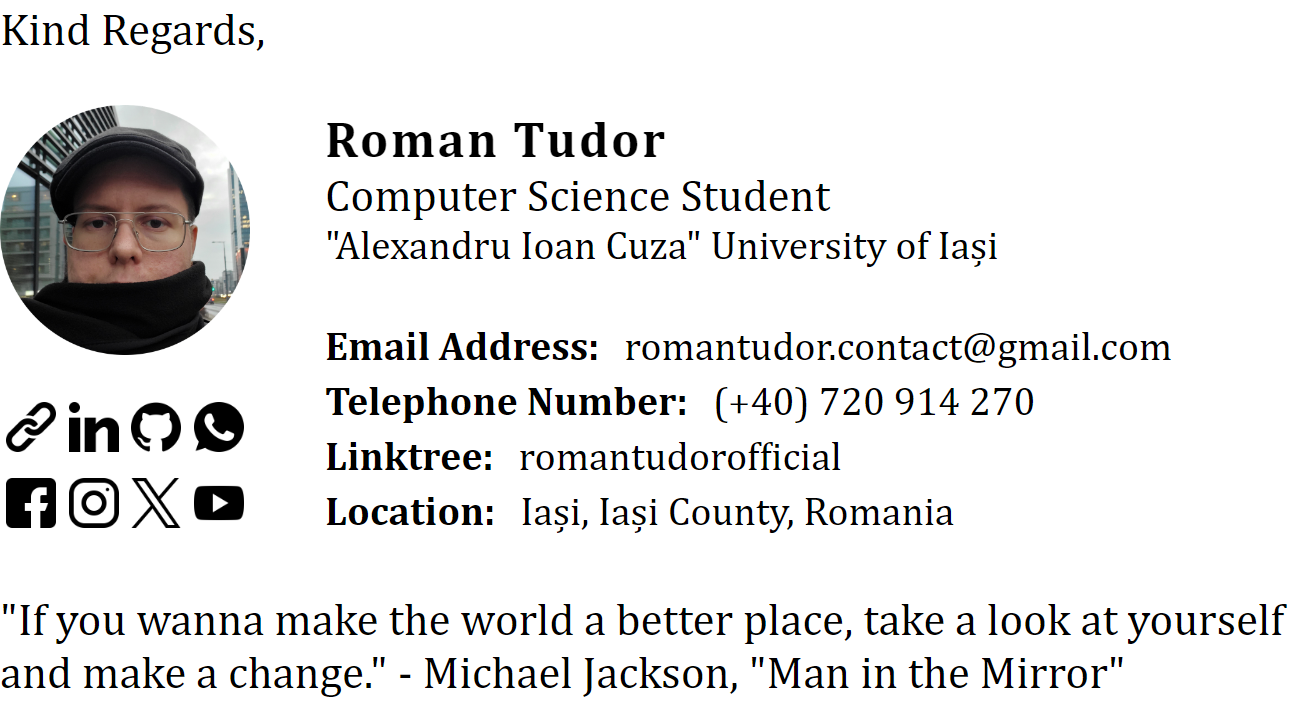 Kind Regards,
Roman Tudor
Computer Science Student
"Alexandru Ioan Cuza" University of Iași
Email Address: romantudor.contact@gmail.com
Telephone Number: (+40) 720 914 270
Linktree: romantudorofficial
Location: Iași, Iași County, Romania
in
"If you wanna make the world a better place, take a look at yourself
and make a change." - Michael Jackson, "Man in the Mirror"